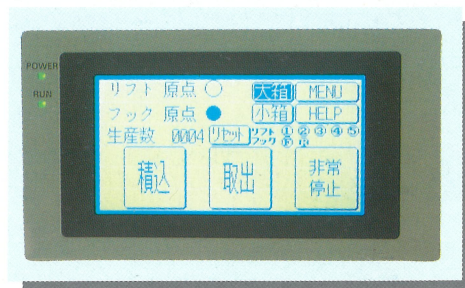 POWER
RUN
リフト 原点 ○ 大箱 MENU
フック 原点 ● 小箱 HELP
生産数 0004 リセット リフト ① ② ③ ④ ⑤
フック
積込 取出 非常停止